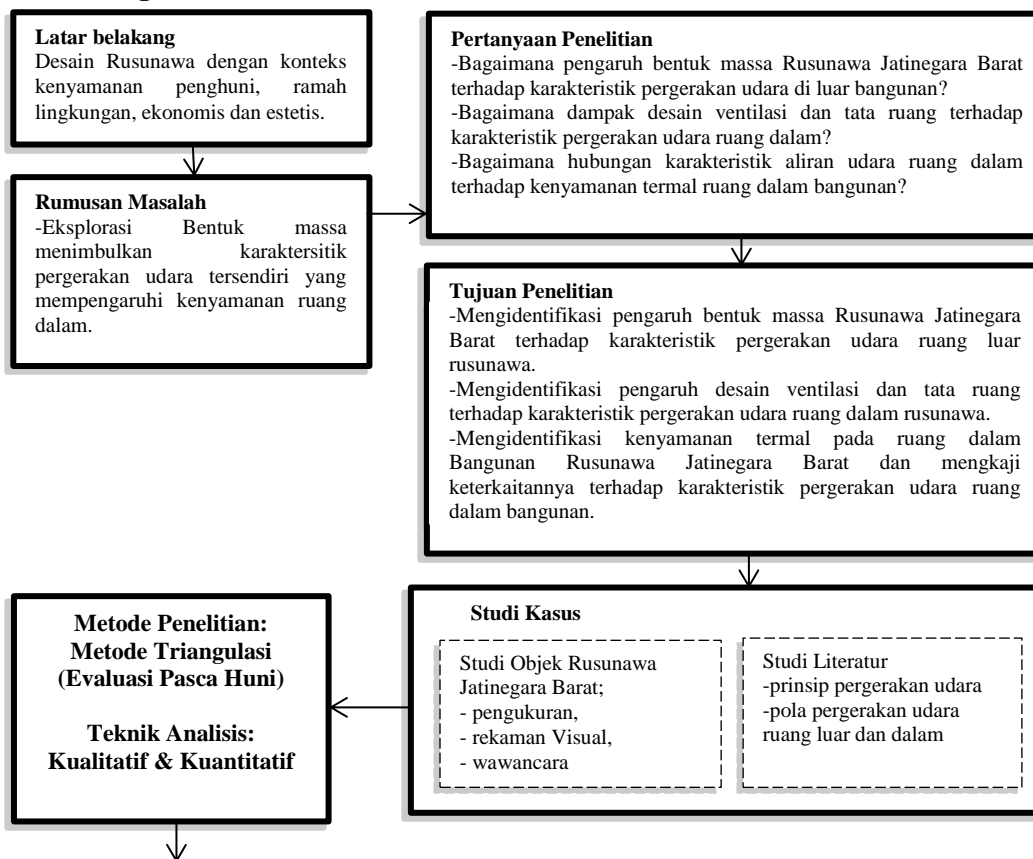 Latar belakang
Desain Rusunawa dengan konteks
kenyamanan penghuni, ramah
lingkungan, ekonomis dan estetis.
Rumusan Masalah
-Eksplorasi Bentuk massa
menimbulkan karaktersitik
pergerakan udara tersendiri yang
mempengaruhi kenyamanan ruang
dalam.
Pertanyaan Penelitian
-Bagaimana pengaruh bentuk massa Rusunawa Jatinegara Barat
terhadap karakteristik pergerakan udara di luar bangunan?
-Bagaimana dampak desain ventilasi dan tata ruang terhadap
karakteristik pergerakan udara ruang dalam?
-Bagaimana hubungan karakteristik aliran udara ruang dalam
terhadap kenyamanan termal ruang dalam bangunan?
Tujuan Penelitian
-Mengidentifikasi pengaruh bentuk massa Rusunawa Jatinegara
Barat terhadap karakteristik pergerakan udara ruang luar
rusunawa.
-Mengidentifikasi pengaruh desain ventilasi dan tata ruang
terhadap karakteristik pergerakan udara ruang dalam rusunawa.
-Mengidentifikasi kenyamanan termal pada ruang dalam
Bangunan Rusunawa Jatinegara Barat dan mengkaji
keterkaitannya terhadap karakteristik pergerakan udara ruang
dalam bangunan.
Studi Kasus
Studi Objek Rusunawa
Jatinegara Barat;
- pengukuran,
- rekaman Visual,
- wawancara
Studi Literatur
-prinsip pergerakan udara
-pola pergerakan udara
ruang luar dan dalam
Metode Penelitian:
Metode Triangulasi
(Evaluasi Pasca Huni)
Teknik Analisis:
Kualitatif & Kuantitatif